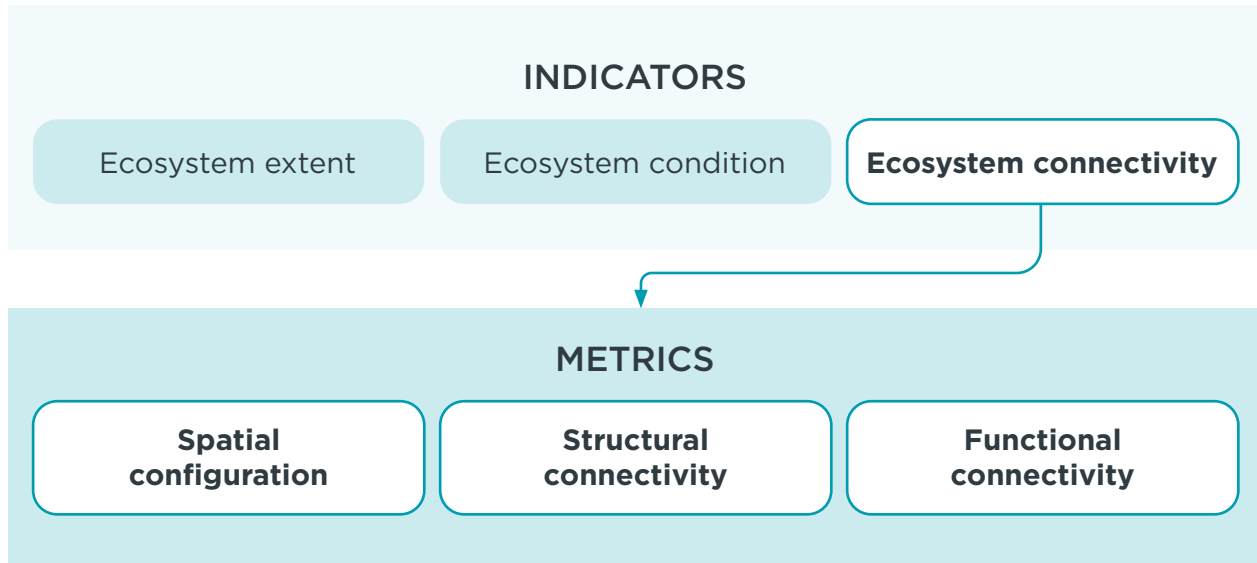 INDICATORS
Ecosystem extent
Ecosystem condition
Ecosystem connectivity
METRICS
Spatial
configuration
Structural
connectivity
Functional
connectivity